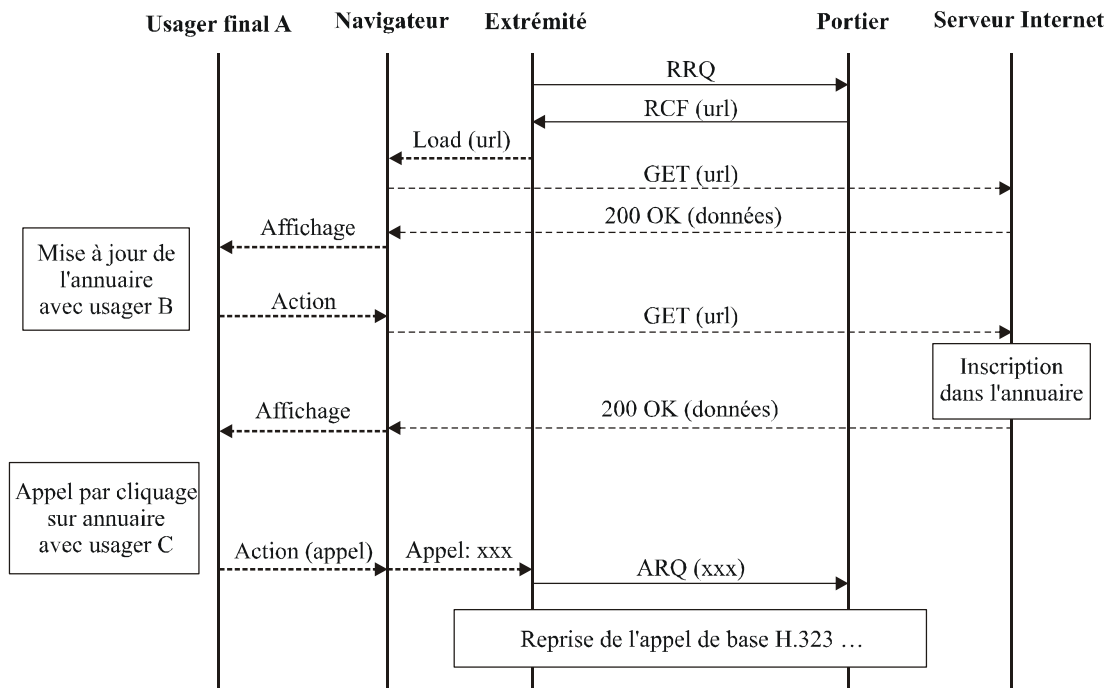 Usager final A
Navigateur
Extrémité
Portier
Serveur Internet
RRQ
RCF (url)
Load (url)
GET (url)
200 OK (données)
Affichage
Mise à jour de
l'annuaire
avec usager B
Action
GET (url)
Inscription
dans l'annuaire
Affichage
200 OK (données)
Appel par cliquage
sur annuaire
avec usager C
Action (appel)
Appel: xxx
ARQ (xxx)
Reprise de l'appel de base H.323 …